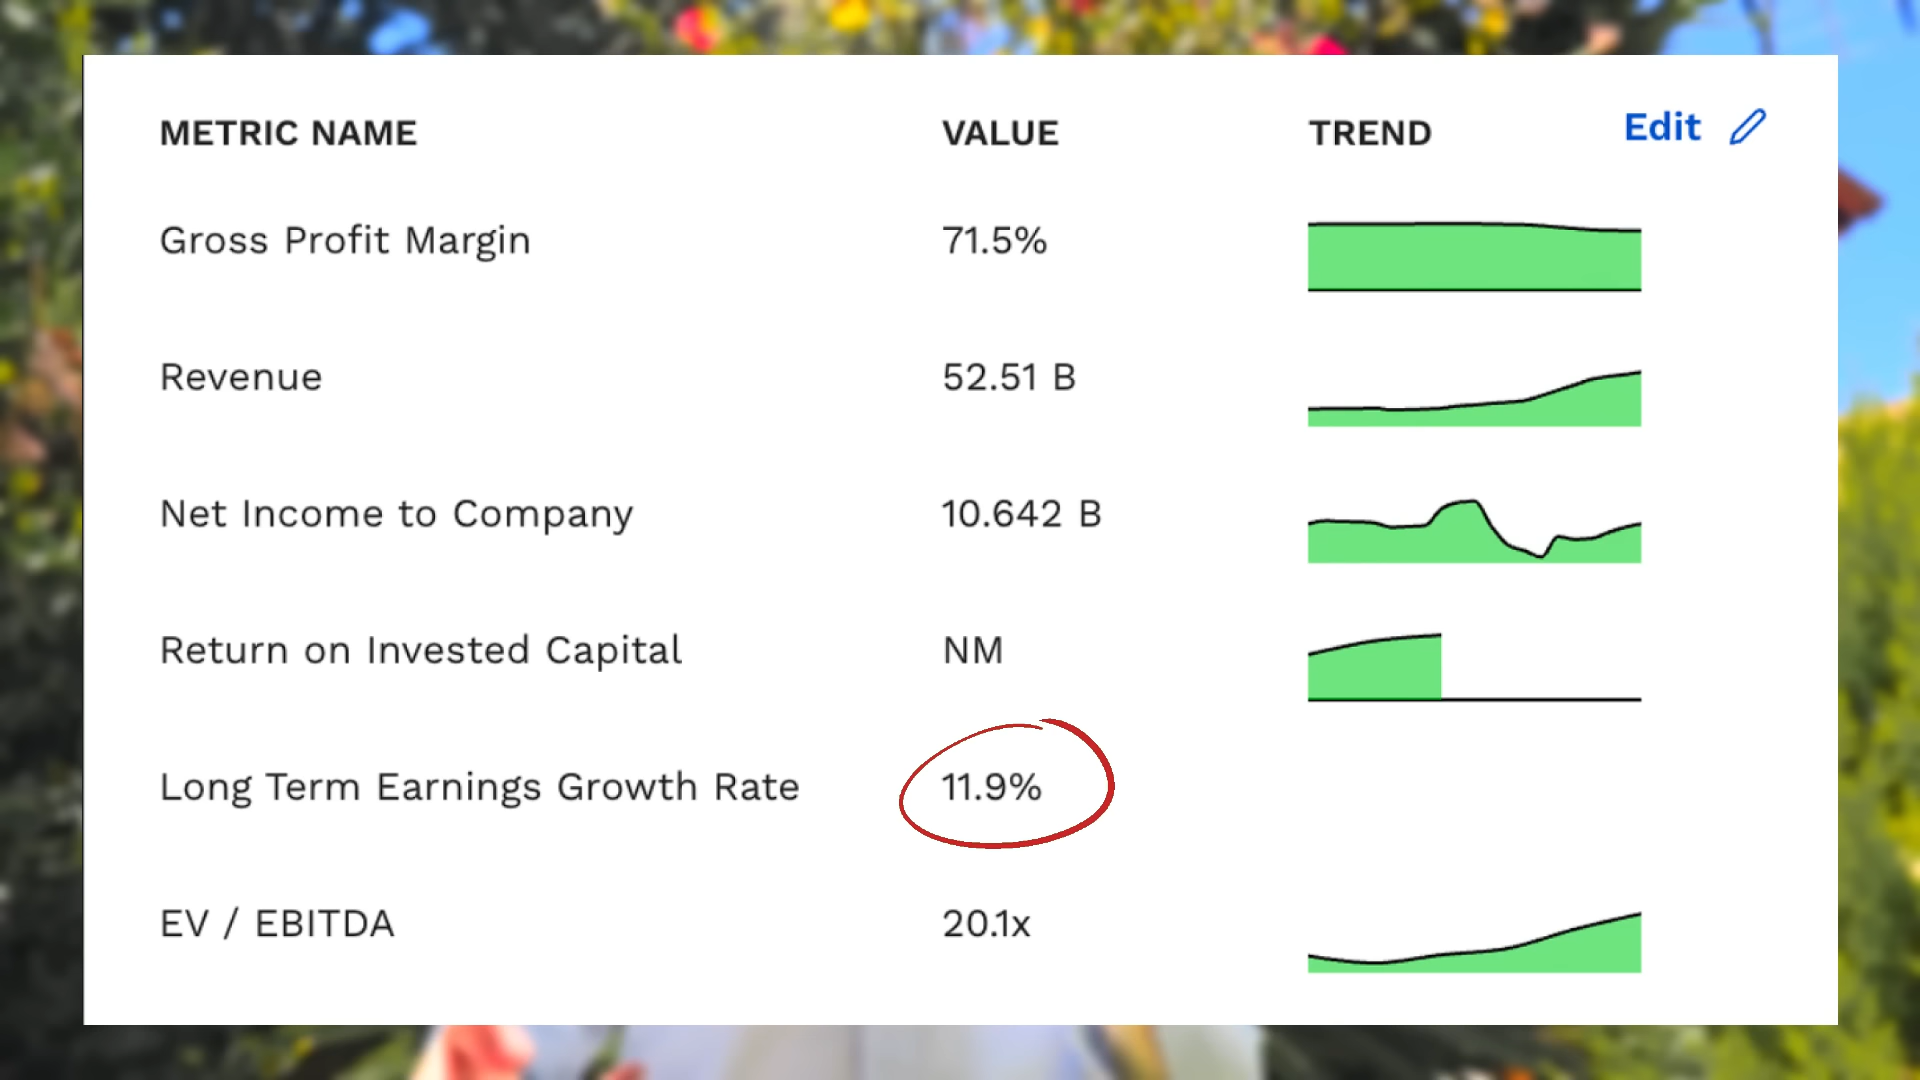 METRIC NAME VALUE TREND Edit
Gross Profit Margin 71.5%
Revenue 52.51 B
Net Income to Company 10.642 B
Return on Invested Capital NM
Long Term Earnings Growth Rate 11.9%
EV / EBITDA 20.1x